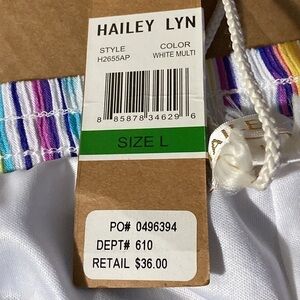 HAILEY LYN
STYLE COLOR
H2655AP WHITE MULTI
8 85878 34629 6
SIZE L
PO# 0496394
DEPT# 610
RETAIL $36.00